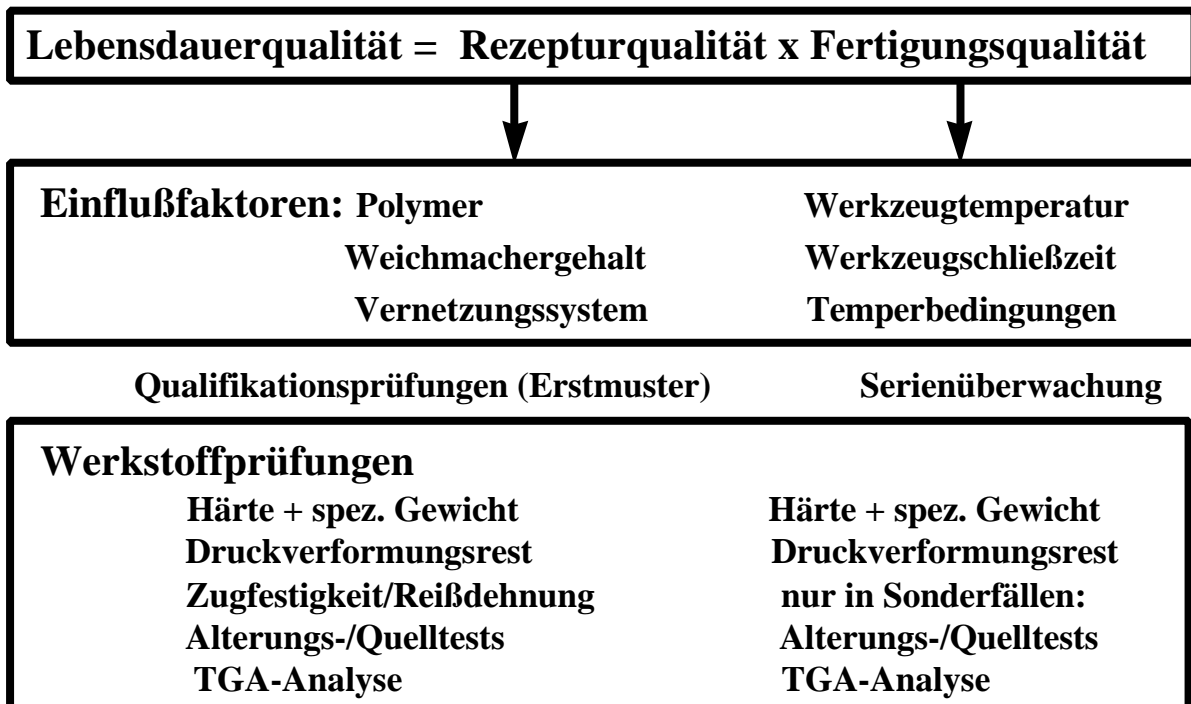 Lebensdauerqualität = Rezepturqualität x Fertigungsqualität
Einflußfaktoren: Polymer Werkzeugtemperatur
Weichmachergehalt Werkzeugschließzeit
Vernetzungssystem Temperbedingungen
Qualifikationsprüfungen (Erstmuster) Serienüberwachung
Werkstoffprüfungen
Härte + spez. Gewicht Härte + spez. Gewicht
Druckverformungsrest Druckverformungsrest
Zugfestigkeit/Reißdehnung nur in Sonderfällen:
Alterungs-/Quelltests Alterungs-/Quelltests
TGA-Analyse TGA-Analyse